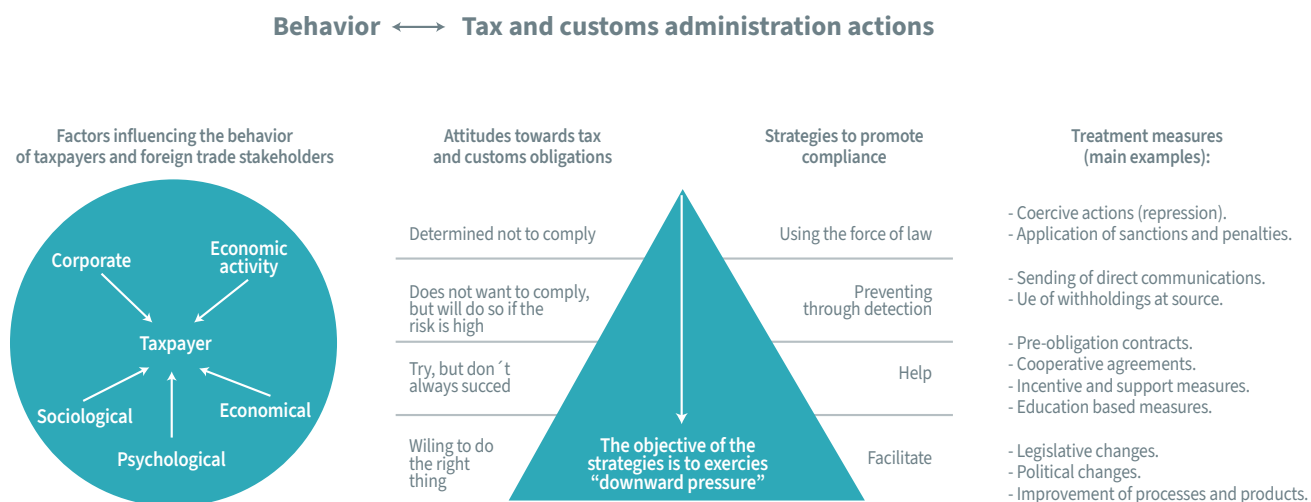 Behavior ⟷ Tax and customs administration actions
Factors influencing the behavior
of taxpayers and foreign trade stakeholders
Corporate
Economic
activity
Taxpayer
Sociological
Economical
Psychological
Attitudes towards tax
and customs obligations
Determined not to comply
Does not want to comply,
but will do so if the
risk is high
Try, but don´t
always succed
Wiling to do
the right
thing
The objective of the
strategies is to exercies
“downward pressure”
Strategies to promote
compliance
Using the force of law
Preventing
through detection
Help
Facilitate
Treatment measures
(main examples):
- Coercive actions (repression).
- Application of sanctions and penalties.
- Sending of direct communications.
- Ue of withholdings at source.
- Pre-obligation contracts.
- Cooperative agreements.
- Incentive and support measures.
- Education based measures.
- Legislative changes.
- Political changes.
- Improvement of processes and products.